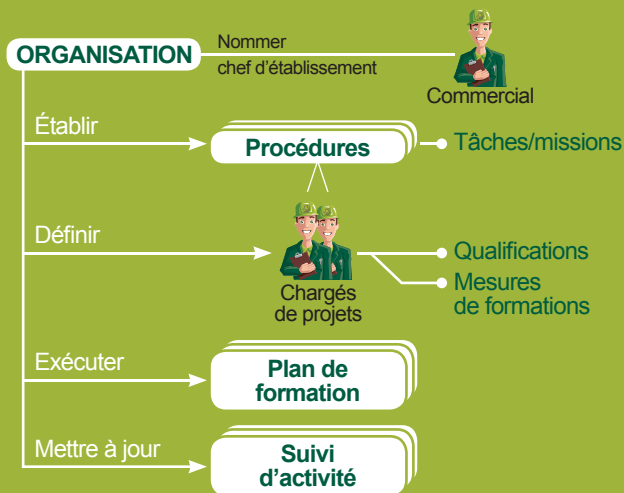 ORGANISATION
Nommer
chef d'établissement
Commercial
Établir
Procédures
Tâches/missions
Définir
Chargés
de projets
Qualifications
Mesures
de formations
Exécuter
Plan de
formation
Mettre à jour
Suivi
d'activité